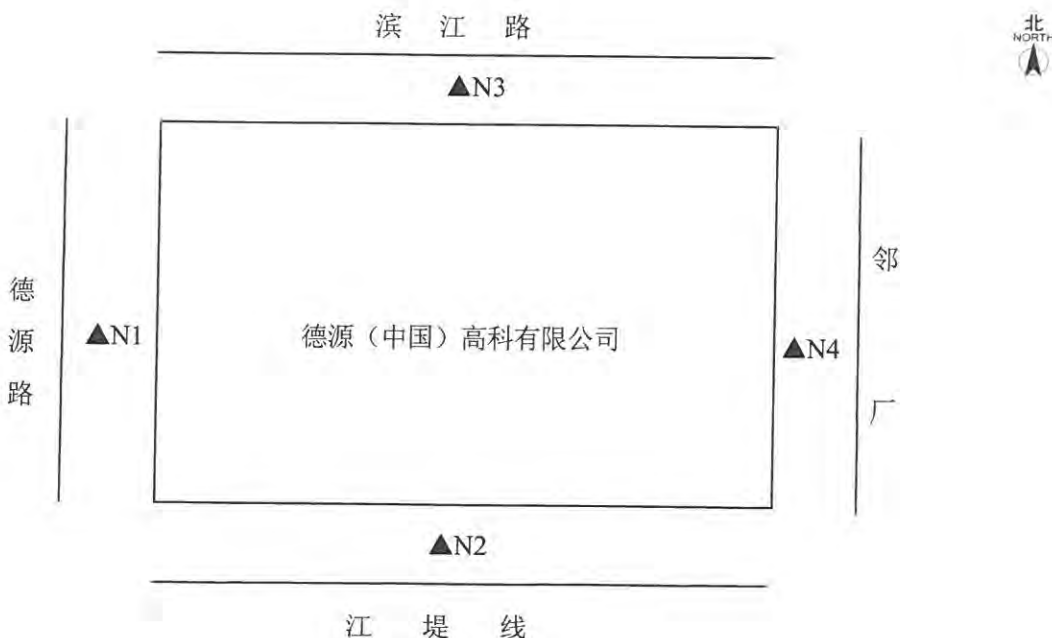 滨江路
北
NORTH
▲N3
德源路
▲N1
德源（中国）高科有限公司
▲N4
邻厂
▲N2
江堤线